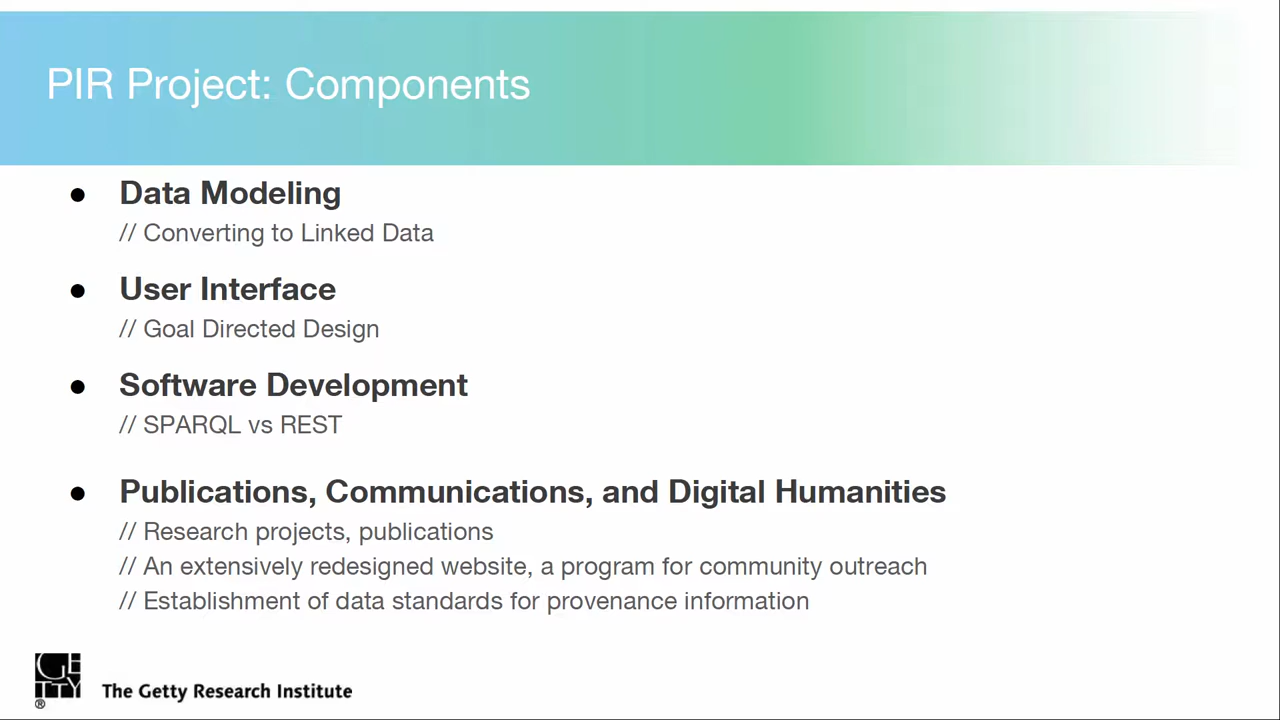 PIR Project: Components
● Data Modeling
// Converting to Linked Data
● User Interface
// Goal Directed Design
● Software Development
// SPARQL vs REST
● Publications, Communications, and Digital Humanities
// Research projects, publications
// An extensively redesigned website, a program for community outreach
// Establishment of data standards for provenance information
GE
TTY
®
The Getty Research Institute